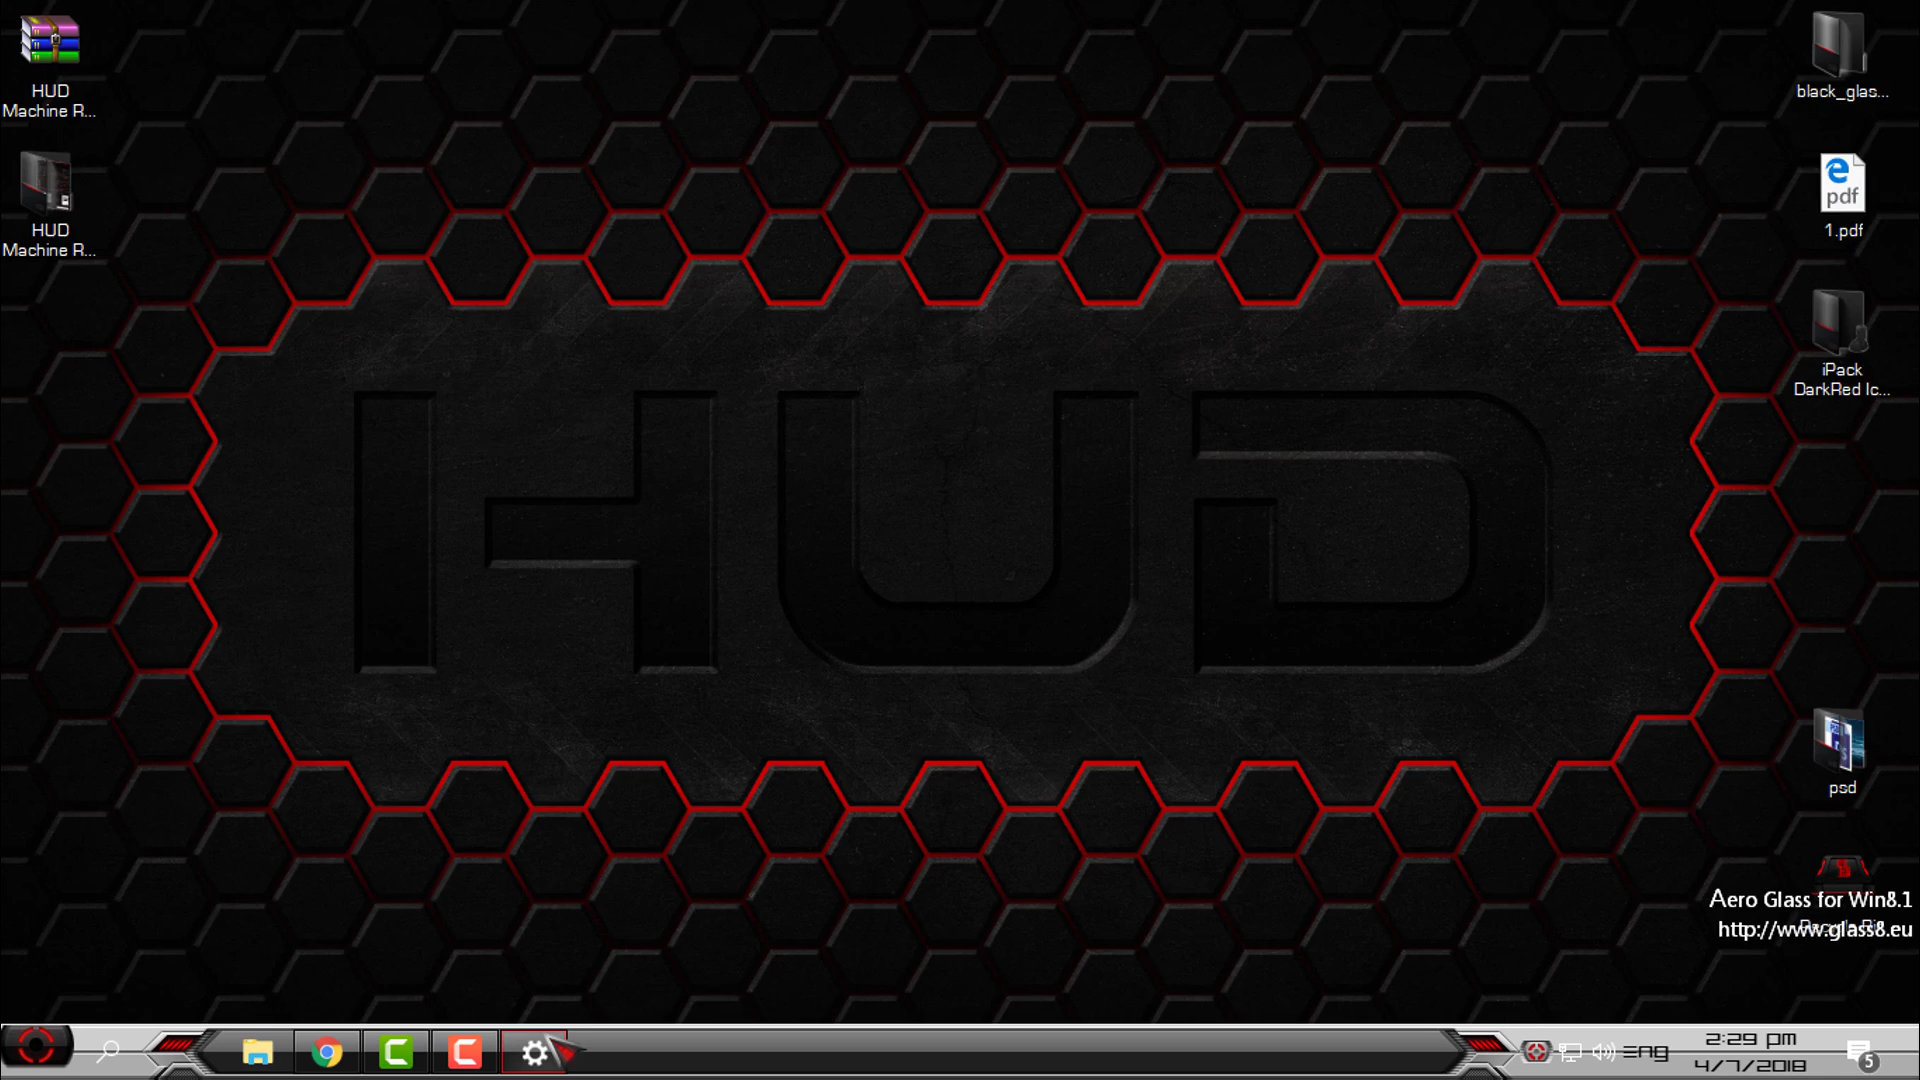 HUD
Machine R...
HUD
Machine R...
black_glas...
pdf
1.pdf
iPack
DarkRed Ic...
HUD
psd
Aero Glass for Win8.1
http://www.glass8.eu
eng
2:29 pm
4/7/2018
5